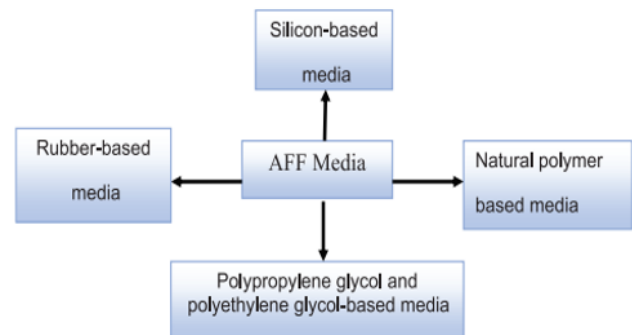 Silicon-based
media
Rubber-based
media
AFF Media
Natural polymer
based media
Polypropylene glycol and
polyethylene glycol-based media